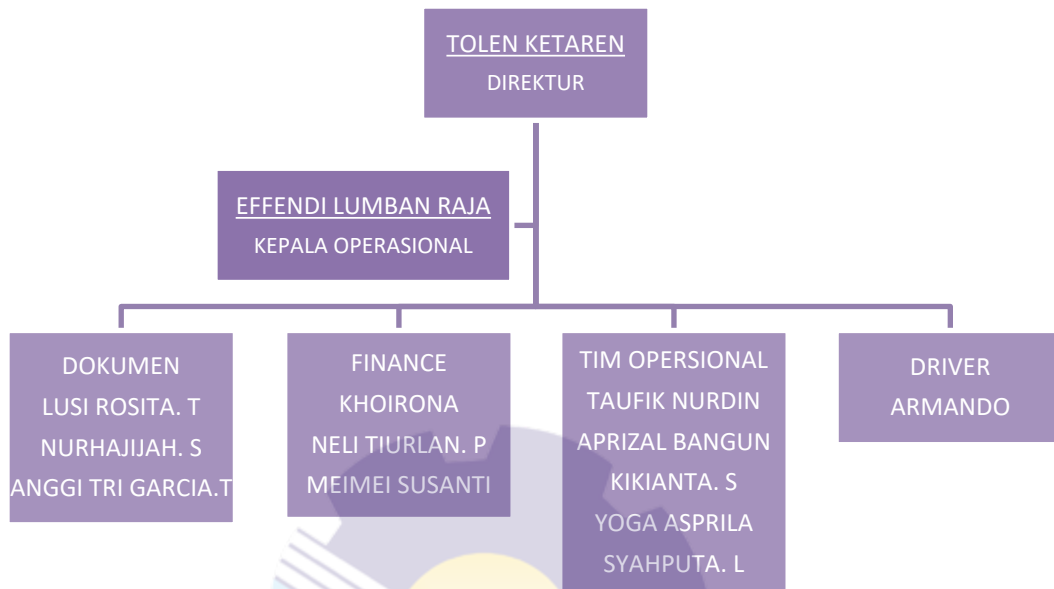 TOLEN KETAREN
DIREKTUR
EFFENDI LUMBAN RAJA
KEPALA OPERASIONAL
DOKUMEN
LUSI ROSITA. T
NURHAJIJAH. S
ANGGI TRI GARCIA.T
FINANCE
KHOIRONA
NELI TIURLAN. P
MEIMEI SUSANTI
TIM OPERSIONAL
TAUFIK NURDIN
APRIZAL BANGUN
KIKIANTA. S
YOGA ASPRILA
SYAHPUTA. L
DRIVER
ARMANDO